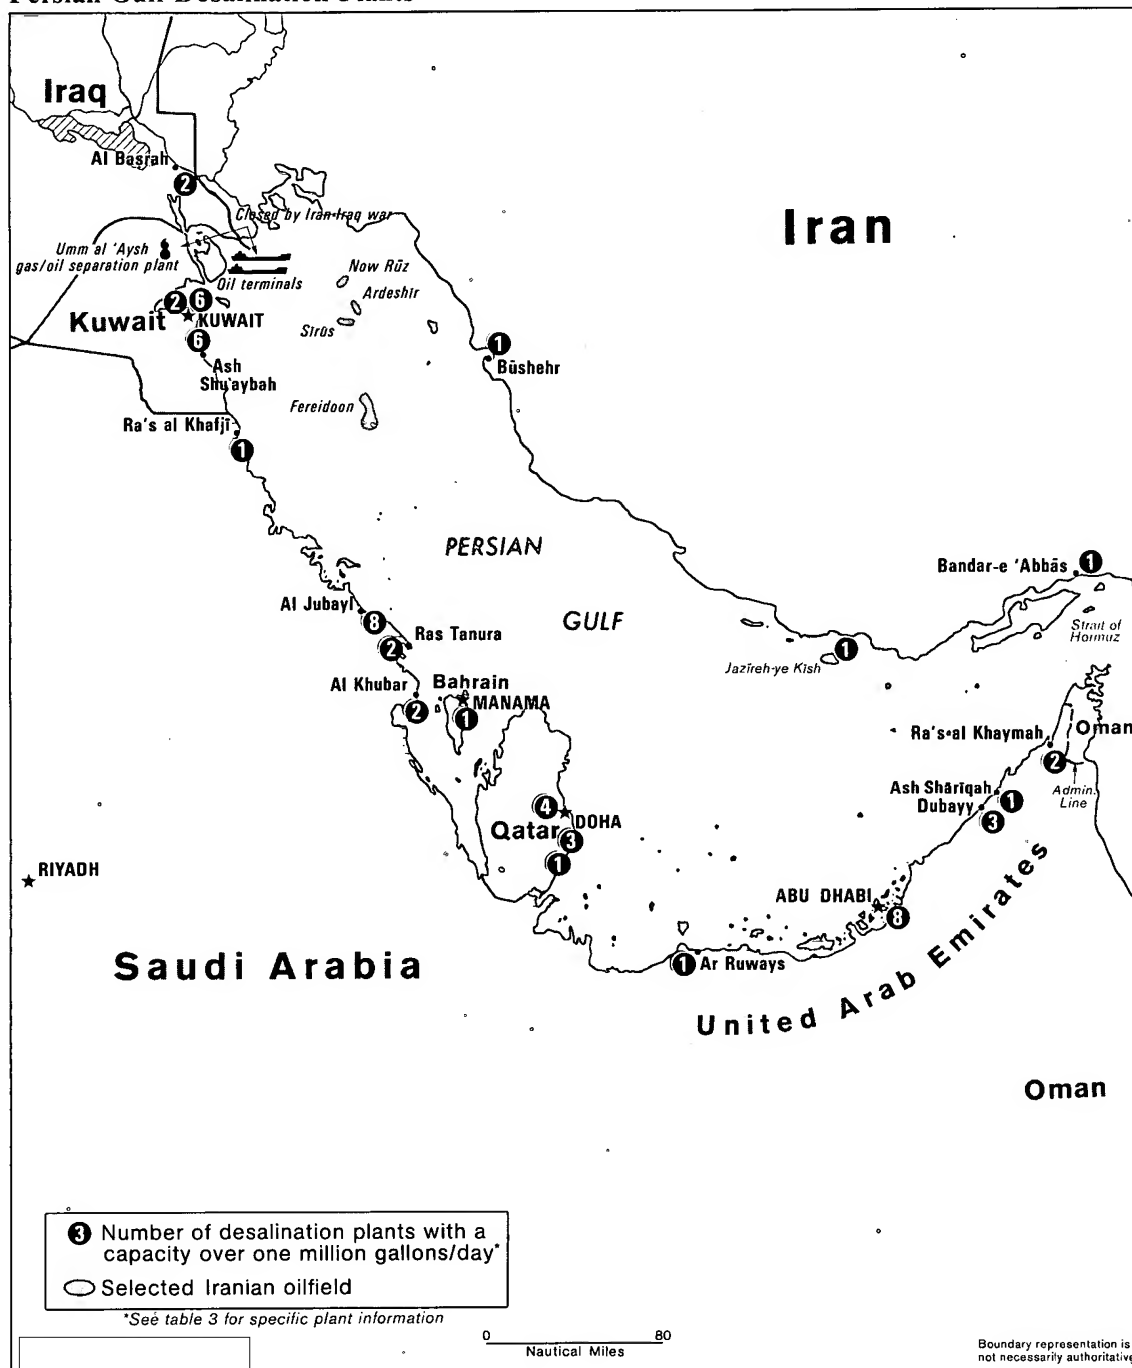 Persian Gulf Desalination Plants
Iraq
Al Baṣrah
2
Closed by Iran-Iraq war
Iran
Umm al 'Aysh
gas/oil separation plant
Oil terminals
Now Rūz
Ardeshīr
Sīrūs
2
6
Kuwait
KUWAIT
6
Ash
Shu'aybah
1
Būshehr
Fereidoon
Ra's al Khafjī
1
PERSIAN
GULF
Bandar-e 'Abbās
1
Strait of
Hormuz
Al Jubayl
8
Ras Tanura
2
Jazīreh-ye Kīsh
1
Al Khubar
2
Bahrain
MANAMA
1
Ra's al Khaymah
2
Oman
Admin.
Line
Ash Shāriqah
1
Dubayy
3
4
Qatar
DOHA
3
1
RIYADH
ABU DHABI
8
Saudi Arabia
1
Ar Ruways
United Arab Emirates
Oman
3 Number of desalination plants with a
capacity over one million gallons/day*
Selected Iranian oilfield
*See table 3 for specific plant information
0 80
Nautical Miles
Boundary representation is
not necessarily authoritative